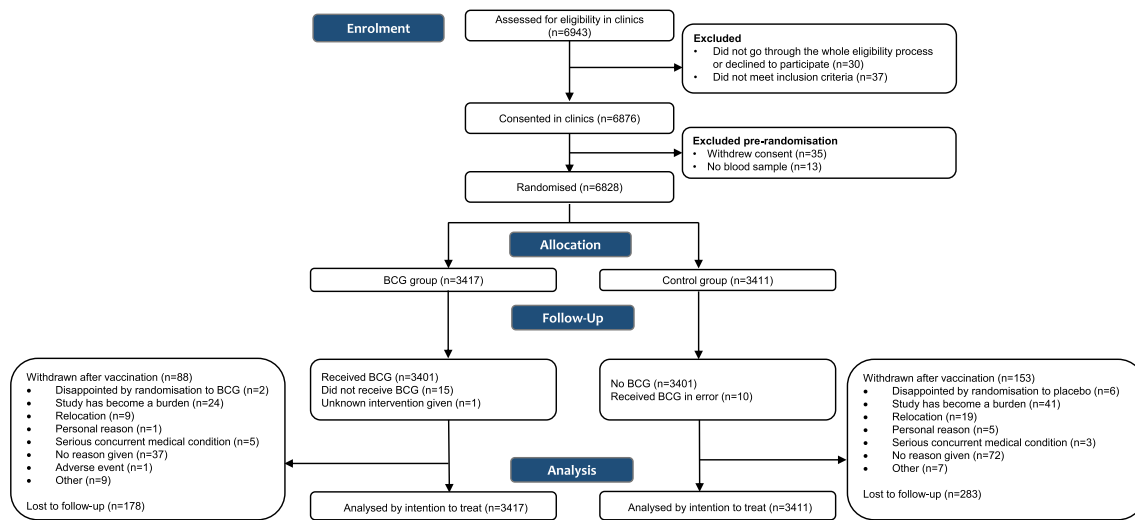 Enrolment
Assessed for eligibility in clinics
(n=6943)
Excluded
• Did not go through the whole eligibility process
or declined to participate (n=30)
• Did not meet inclusion criteria (n=37)
Consented in clinics (n=6876)
Excluded pre-randomisation
• Withdrew consent (n=35)
• No blood sample (n=13)
Randomised (n=6828)
Allocation
BCG group (n=3417)
Control group (n=3411)
Follow-Up
Withdrawn after vaccination (n=88)
• Disappointed by randomisation to BCG (n=2)
• Study has become a burden (n=24)
• Relocation (n=9)
• Personal reason (n=1)
• Serious concurrent medical condition (n=5)
• No reason given (n=37)
• Adverse event (n=1)
• Other (n=9)
Lost to follow-up (n=178)
Received BCG (n=3401)
Did not receive BCG (n=15)
Unknown intervention given (n=1)
No BCG (n=3401)
Received BCG in error (n=10)
Withdrawn after vaccination (n=153)
• Disappointed by randomisation to placebo (n=6)
• Study has become a burden (n=41)
• Relocation (n=19)
• Personal reason (n=5)
• Serious concurrent medical condition (n=3)
• No reason given (n=72)
• Other (n=7)
Lost to follow-up (n=283)
Analysis
Analysed by intention to treat (n=3417)
Analysed by intention to treat (n=3411)